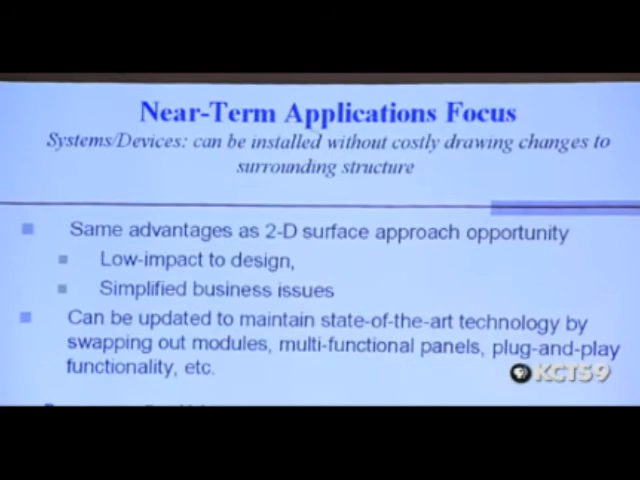 Near-Term Applications Focus
Systems/Devices: can be installed without costly drawing changes to
surrounding structure
Same advantages as 2-D surface approach opportunity
Low-impact to design,
Simplified business issues
Can be updated to maintain state-of-the-art technology by
swapping out modules, multi-functional panels, plug-and-play
functionality, etc.
KCTS9